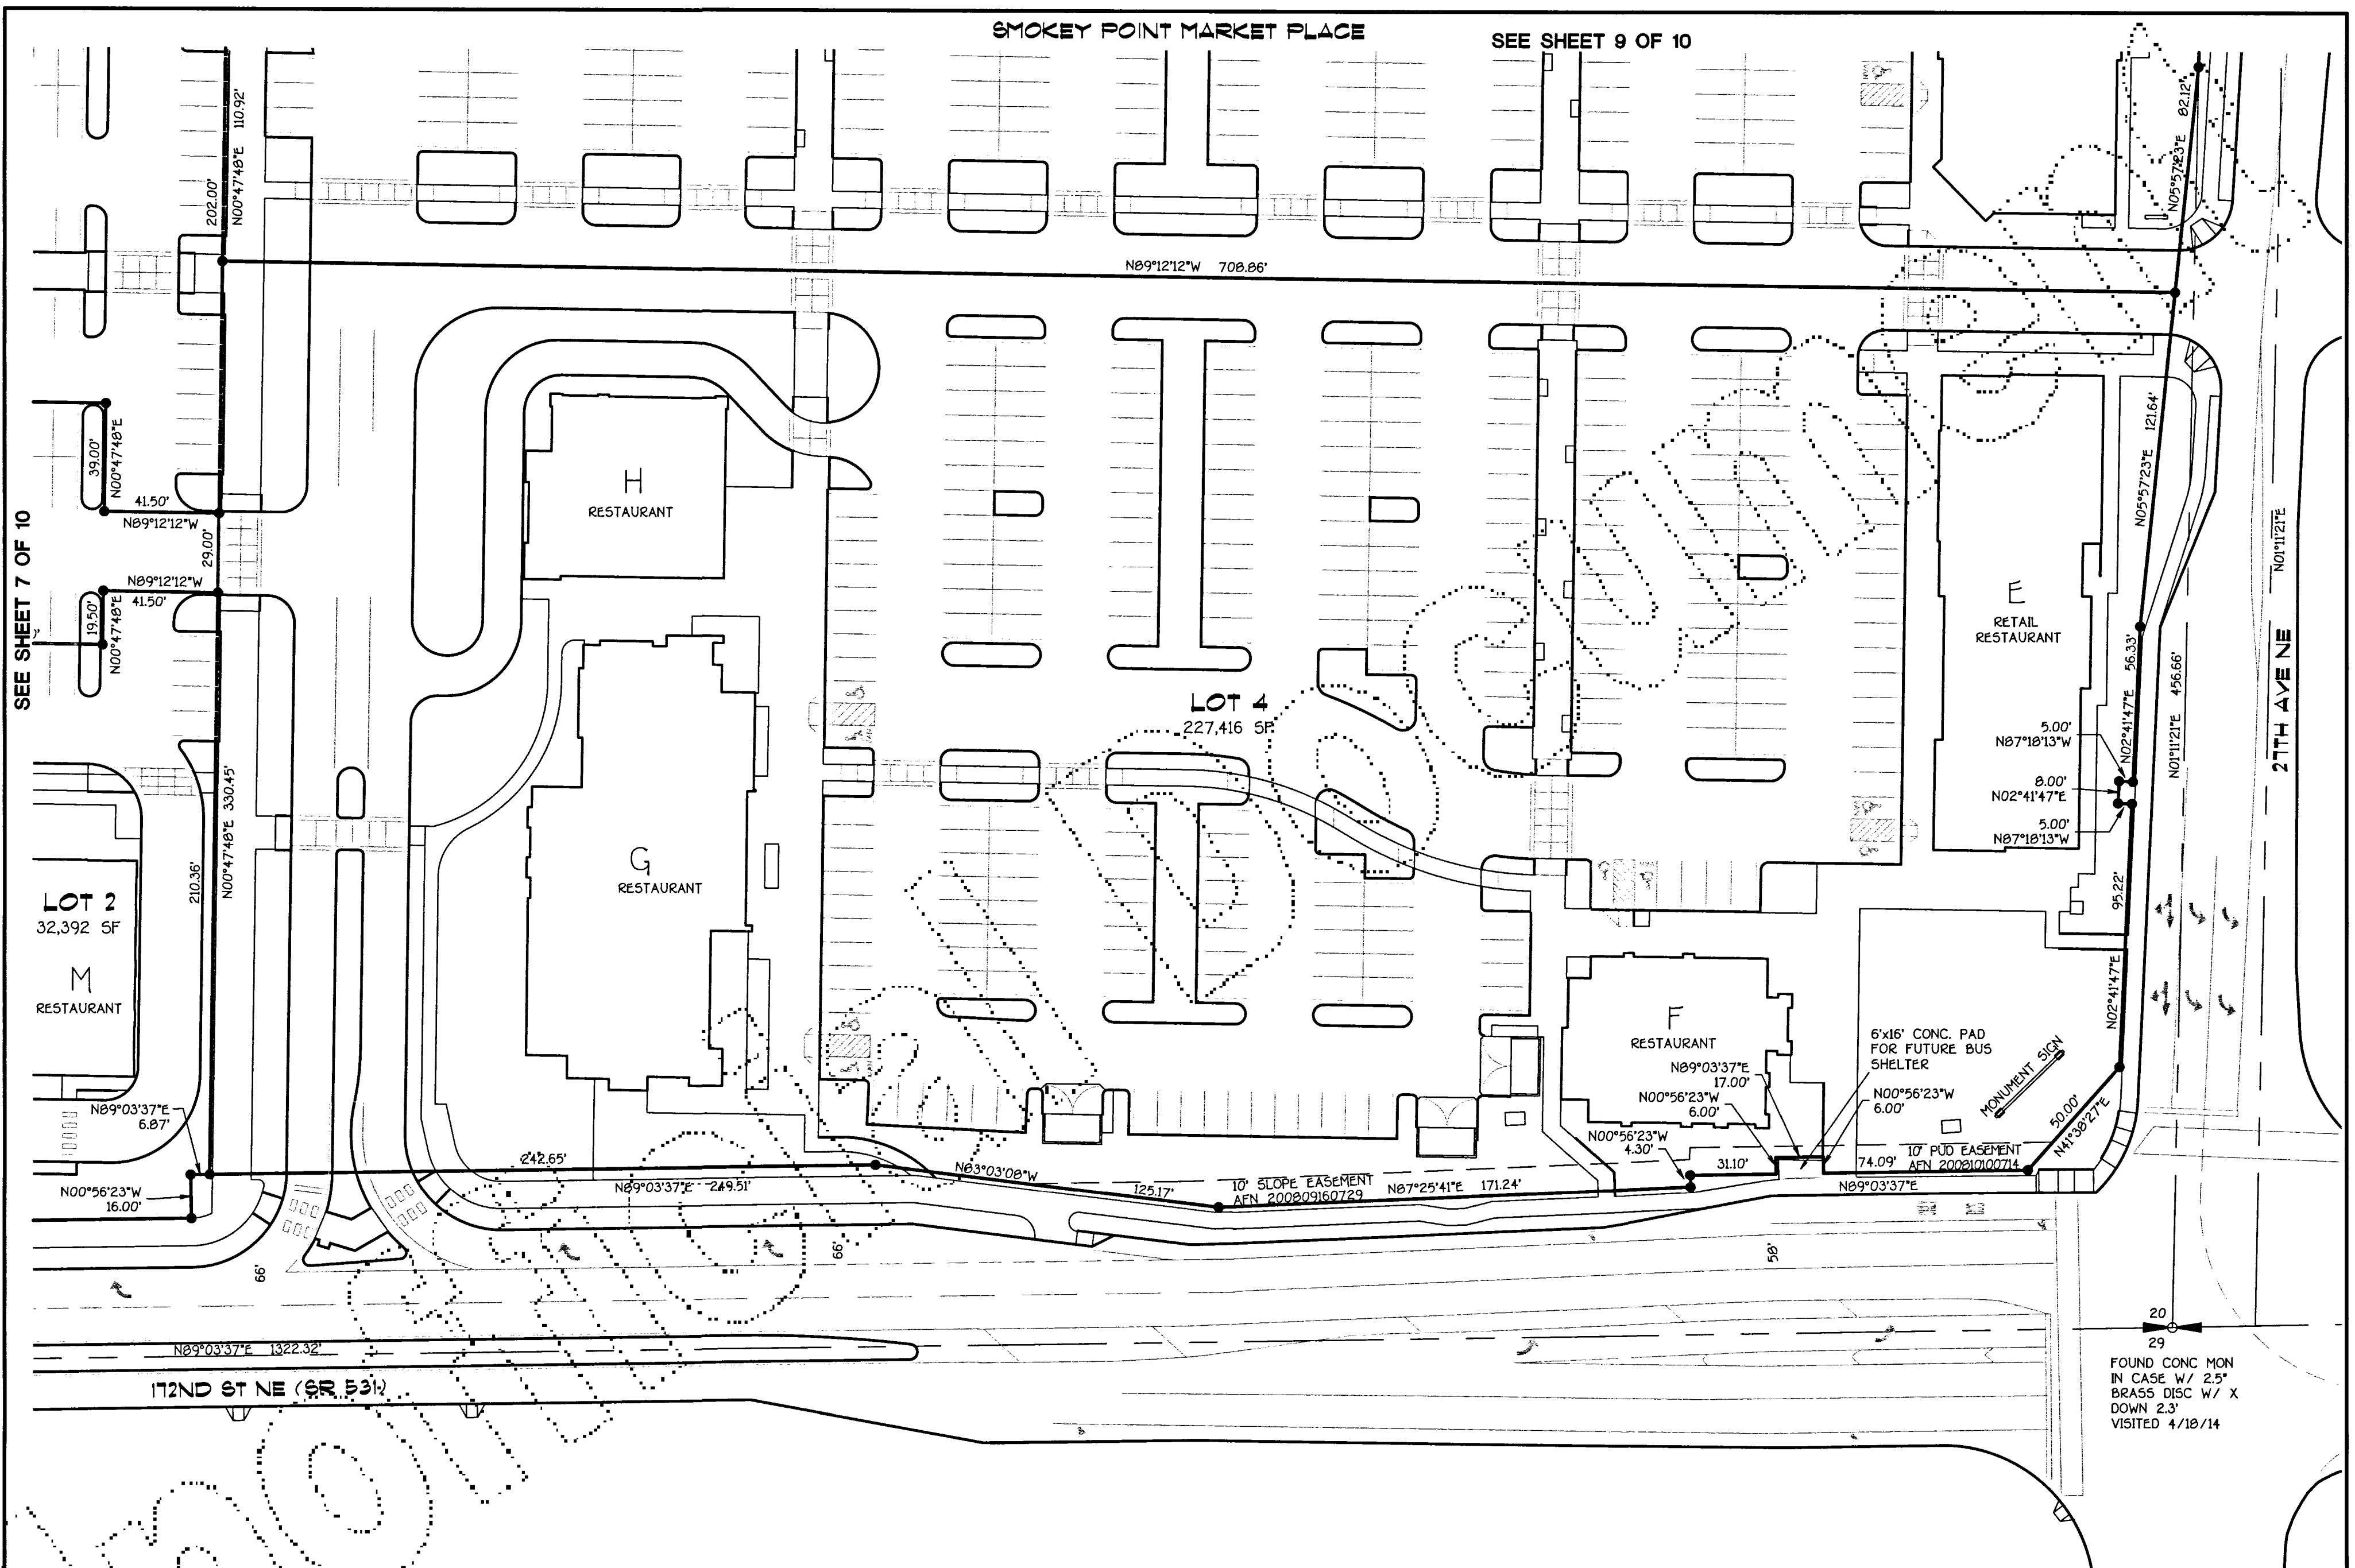 SMOKEY POINT MARKET PLACE
SEE SHEET 9 OF 10
202.00'
N00°47'48"E 110.92'
N05°57'23"E 82.12'
N89°12'12"W 708.86'
SEE SHEET 7 OF 10
39.00'
N00°47'48"E
41.50'
N89°12'12"W
29.00'
N89°12'12"W
41.50'
19.50'
N00°47'48"E
H
RESTAURANT
N05°57'23"E 121.64'
N01°11'21"E
E
RETAIL
RESTAURANT
27TH AVE NE
N02°41'47"E 56.33'
N01°11'21"E 456.66'
LOT 4
227,416 SF
5.00'
N87°18'13"W
8.00'
N02°41'47"E
5.00'
N87°18'13"W
210.36'
N00°47'48"E 330.45'
G
RESTAURANT
LOT 2
32,392 SF
M
RESTAURANT
95.22'
N02°41'47"E
F
RESTAURANT
6'x16' CONC. PAD
FOR FUTURE BUS
SHELTER
MONUMENT SIGN
N89°03'37"E
17.00'
N00°56'23"W
6.00'
N00°56'23"W
6.00'
N89°03'37"E
6.87'
N00°56'23"W
4.30'
50.00'
N41°38'27"E
242.65'
N83°03'08"W
31.10'
74.09'
10' PUD EASEMENT
AFN 200810100714
N00°56'23"W
16.00'
N89°03'37"E 249.51'
125.17'
10' SLOPE EASEMENT
AFN 200809160729
N87°25'41"E 171.24'
N89°03'37"E
66'
66'
58'
20
29
N89°03'37"E 1322.32'
172ND ST NE (SR 531)
FOUND CONC MON
IN CASE W/ 2.5"
BRASS DISC W/ X
DOWN 2.3'
VISITED 4/18/14